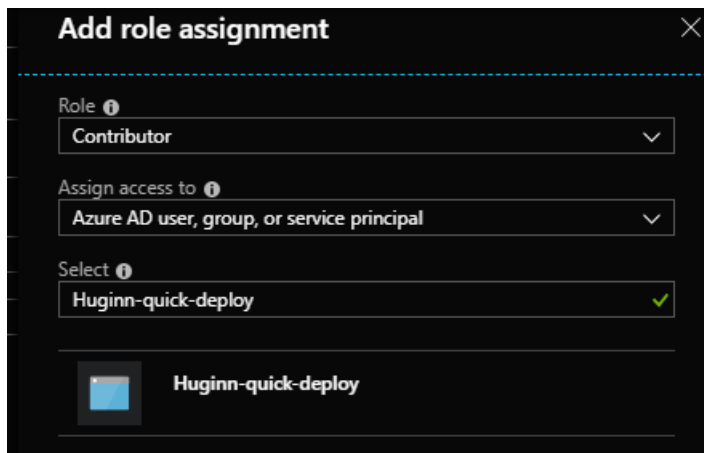 Add role assignment
Role
Contributor
Assign access to
Azure AD user, group, or service principal
Select
Huginn-quick-deploy
Huginn-quick-deploy